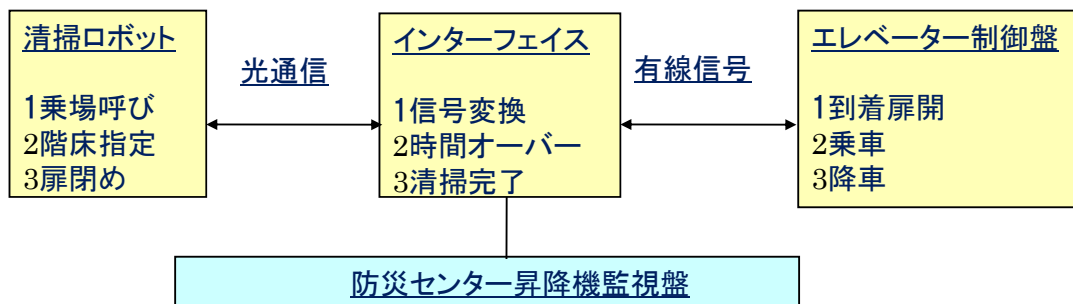 清掃ロボット
1乗場呼び
2階床指定
3扉閉め
光通信
インターフェイス
1信号変換
2時間オーバー
3清掃完了
有線信号
エレベーター制御盤
1到着扉開
2乗車
3降車
防災センター昇降機監視盤